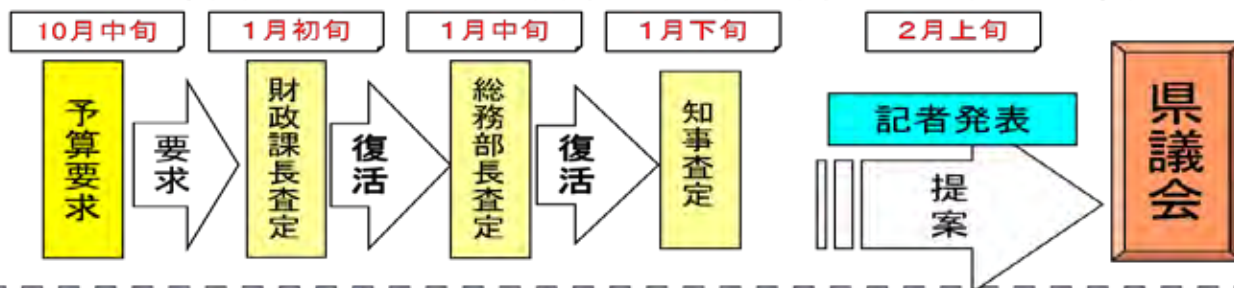 10月中旬
1月初旬
1月中旬
1月下旬
2月上旬
予算要求
要求
財政課長査定
復活
総務部長査定
復活
知事査定
記者発表
提案
県議会